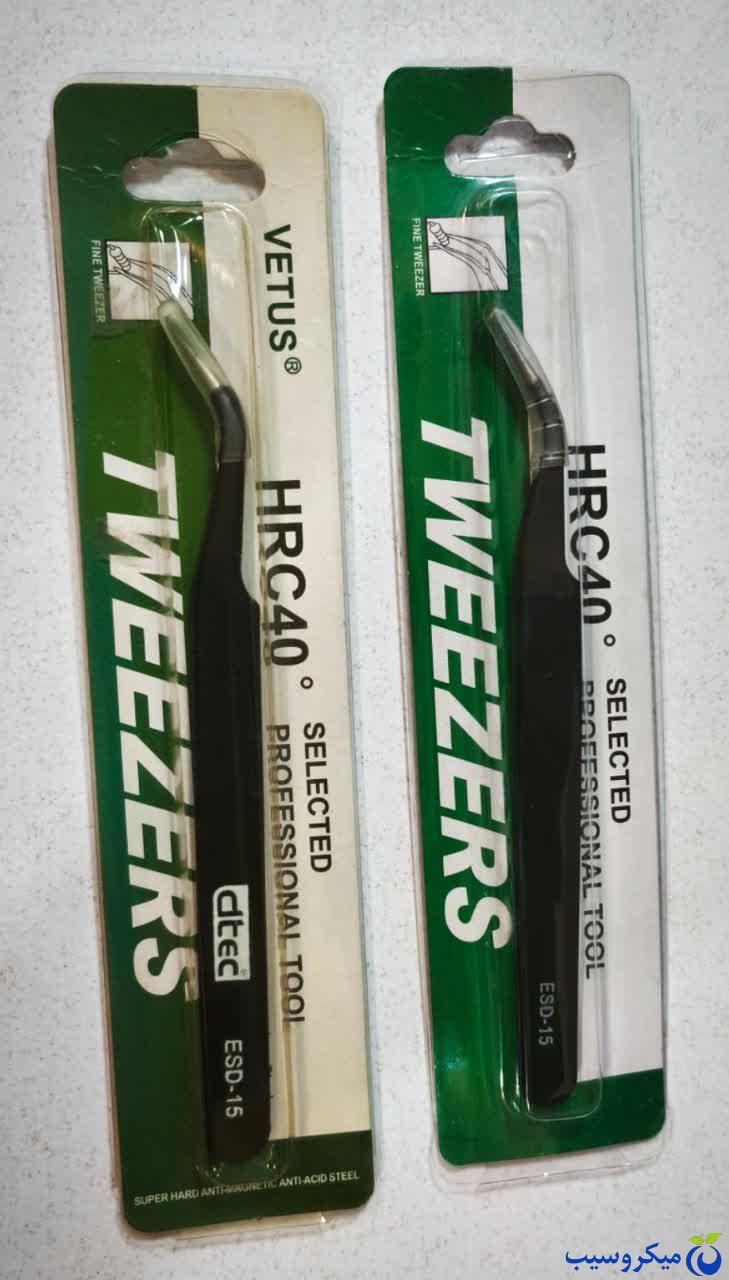 VETUS®
FINE TWEEZER
HRC40°
SELECTED
PROFESSIONAL TOOL
TWEEZERS
dtec®
ESD-15
SUPER HARD ANTI-MAGNETIC ANTI-ACID STEEL
FINE TWEEZER
HRC40°
SELECTED
PROFESSIONAL TOOL
TWEEZERS
ESD-15
میکروسیب